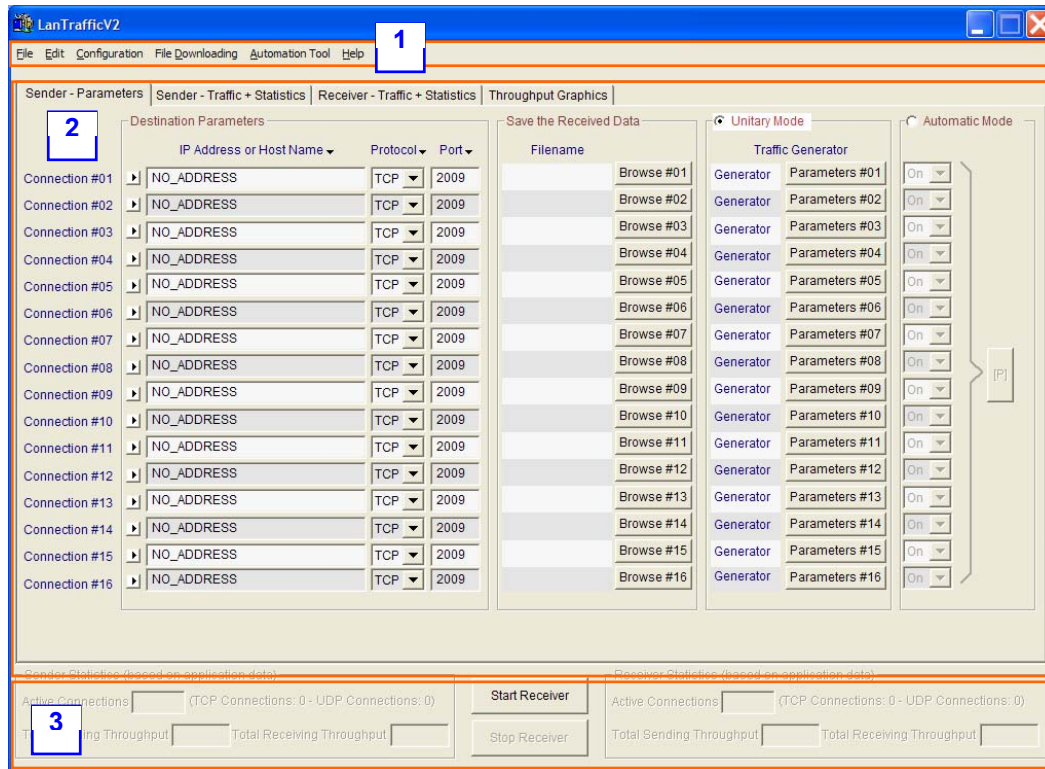 LanTrafficV2
File Edit Configuration File Downloading Automation Tool Help
1
Sender - Parameters Sender - Traffic + Statistics Receiver - Traffic + Statistics Throughput Graphics
2
Destination Parameters Save the Received Data Unitary Mode Automatic Mode
IP Address or Host Name Protocol Port Filename Traffic Generator
Connection #01 NO_ADDRESS TCP 2009 Browse #01 Generator Parameters #01 On
Connection #02 NO_ADDRESS TCP 2009 Browse #02 Generator Parameters #02 On
Connection #03 NO_ADDRESS TCP 2009 Browse #03 Generator Parameters #03 On
Connection #04 NO_ADDRESS TCP 2009 Browse #04 Generator Parameters #04 On
Connection #05 NO_ADDRESS TCP 2009 Browse #05 Generator Parameters #05 On
Connection #06 NO_ADDRESS TCP 2009 Browse #06 Generator Parameters #06 On
Connection #07 NO_ADDRESS TCP 2009 Browse #07 Generator Parameters #07 On
Connection #08 NO_ADDRESS TCP 2009 Browse #08 Generator Parameters #08 On
[P]
Connection #09 NO_ADDRESS TCP 2009 Browse #09 Generator Parameters #09 On
Connection #10 NO_ADDRESS TCP 2009 Browse #10 Generator Parameters #10 On
Connection #11 NO_ADDRESS TCP 2009 Browse #11 Generator Parameters #11 On
Connection #12 NO_ADDRESS TCP 2009 Browse #12 Generator Parameters #12 On
Connection #13 NO_ADDRESS TCP 2009 Browse #13 Generator Parameters #13 On
Connection #14 NO_ADDRESS TCP 2009 Browse #14 Generator Parameters #14 On
Connection #15 NO_ADDRESS TCP 2009 Browse #15 Generator Parameters #15 On
Connection #16 NO_ADDRESS TCP 2009 Browse #16 Generator Parameters #16 On
Sender Statistics (based on application data) Receiver Statistics (based on application data)
Active Connections (TCP Connections: 0 - UDP Connections: 0) Start Receiver Active Connections (TCP Connections: 0 - UDP Connections: 0)
3
Throughput Total Receiving Throughput Stop Receiver Total Sending Throughput Total Receiving Throughput